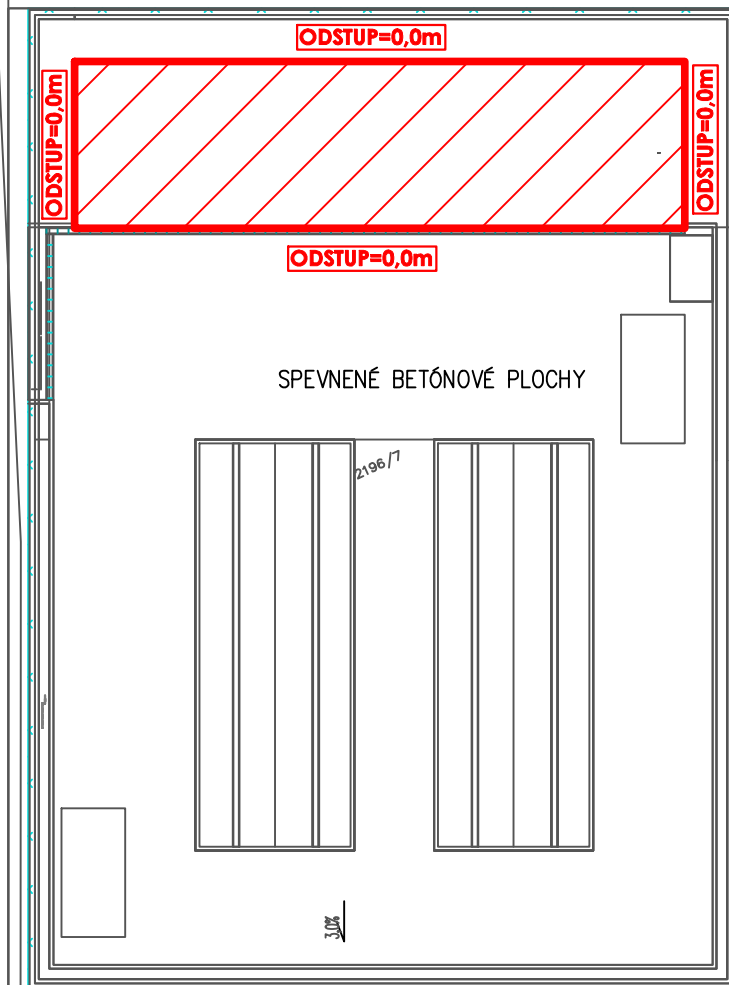 ODSTUP=0,0m
ODSTUP=0,0m
ODSTUP=0,0m
ODSTUP=0,0m
SPEVNENÉ BETÓNOVÉ PLOCHY
2196/7
3,0%